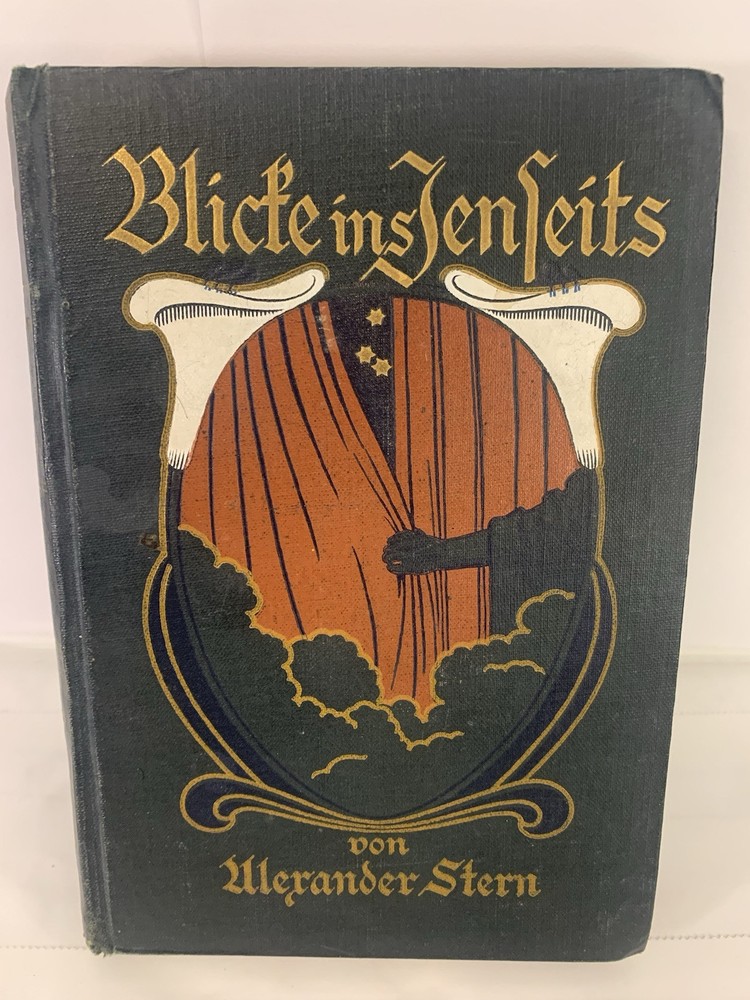 Blicke ins Jenseits
von
Alexander Stern